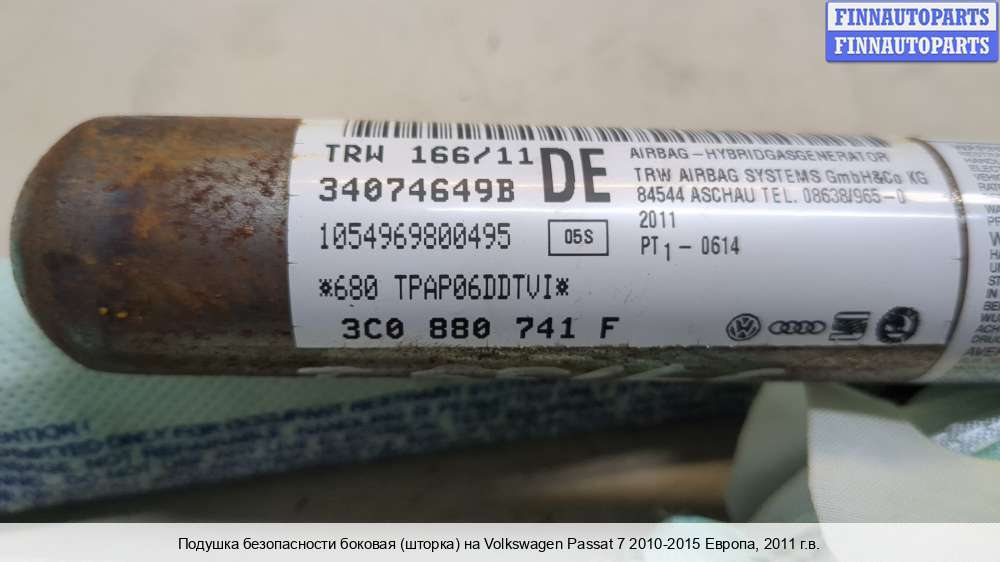 FINNAUTOPARTS
FINNAUTOPARTS
TRW 166/11 DE
34074649B
1054969800495 05S
*680 TPAP06DDTVI*
3C0 880 741 F
AIRBAG-HYBRIDGASGENERATOR
TRW AIRBAG SYSTEMS GmbH&Co KG
84544 ASCHAU TEL. 08638/965-0
2011
PT1-0614
Подушка безопасности боковая (шторка) на Volkswagen Passat 7 2010-2015 Европа, 2011 г.в.